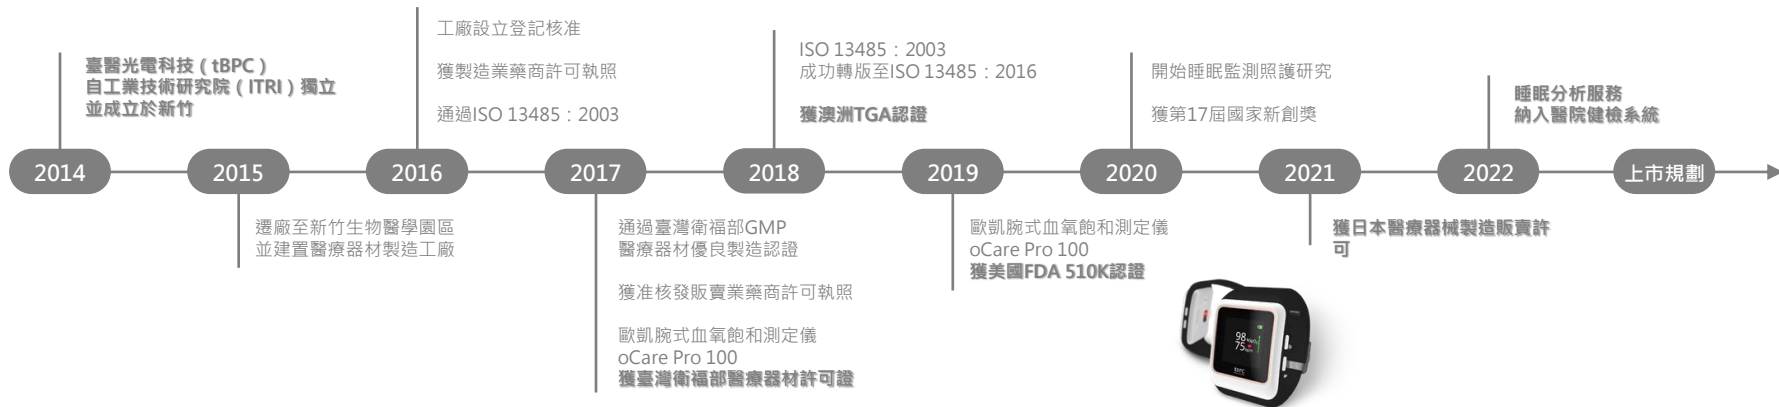 2014
臺醫光電科技（tBPC）
自工業技術研究院（ITRI）獨立
並成立於新竹
2015
遷廠至新竹生物醫學園區
並建置醫療器材製造工廠
2016
工廠設立登記核准
獲製造業藥商許可執照
通過ISO 13485：2003
2017
通過臺灣衛福部GMP
醫療器材優良製造認證
獲准核發販賣業藥商許可執照
歐凱腕式血氧飽和測定儀
oCare Pro 100
獲臺灣衛福部醫療器材許可證
2018
ISO 13485：2003
成功轉版至ISO 13485：2016
獲澳洲TGA認證
2019
歐凱腕式血氧飽和測定儀
oCare Pro 100
獲美國FDA 510K認證
2020
開始睡眠監測照護研究
獲第17屆國家新創獎
2021
獲日本醫療器械製造販賣許
可
2022
睡眠分析服務
納入醫院健檢系統
上市規劃
98
75